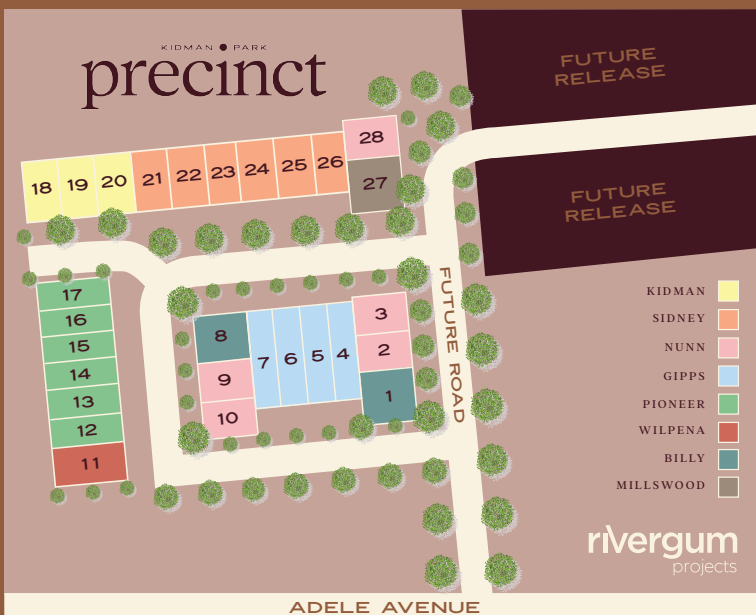 KIDMAN • PARK
precinct
FUTURE
RELEASE
28
27
18 19 20 21 22 23 24 25 26
FUTURE
RELEASE
17
16
15
14
13
12
11
8
9
10
7 6 5 4
3
2
1
FUTURE ROAD
KIDMAN
SIDNEY
NUNN
GIPPS
PIONEER
WILPENA
BILLY
MILLSWOOD
rivergum
projects
ADELE AVENUE